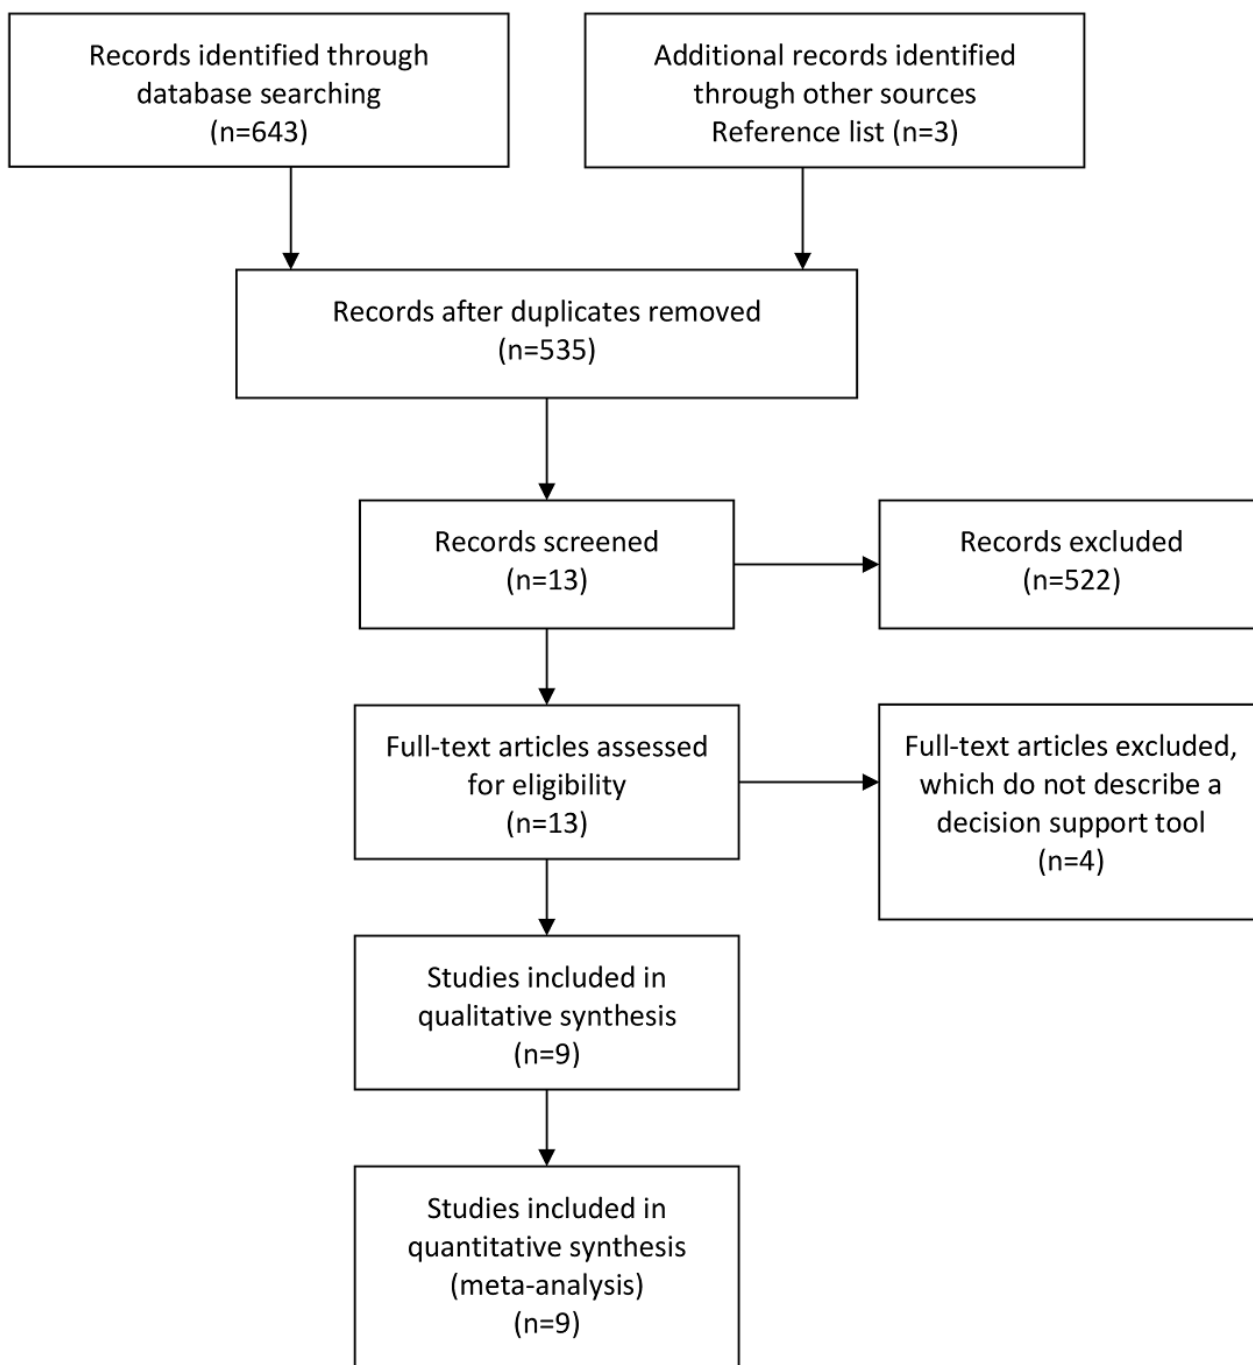 Records identified through
database searching
(n=643)
Additional records identified
through other sources
Reference list (n=3)
Records after duplicates removed
(n=535)
Records screened
(n=13)
Records excluded
(n=522)
Full-text articles assessed
for eligibility
(n=13)
Full-text articles excluded,
which do not describe a
decision support tool
(n=4)
Studies included in
qualitative synthesis
(n=9)
Studies included in
quantitative synthesis
(meta-analysis)
(n=9)